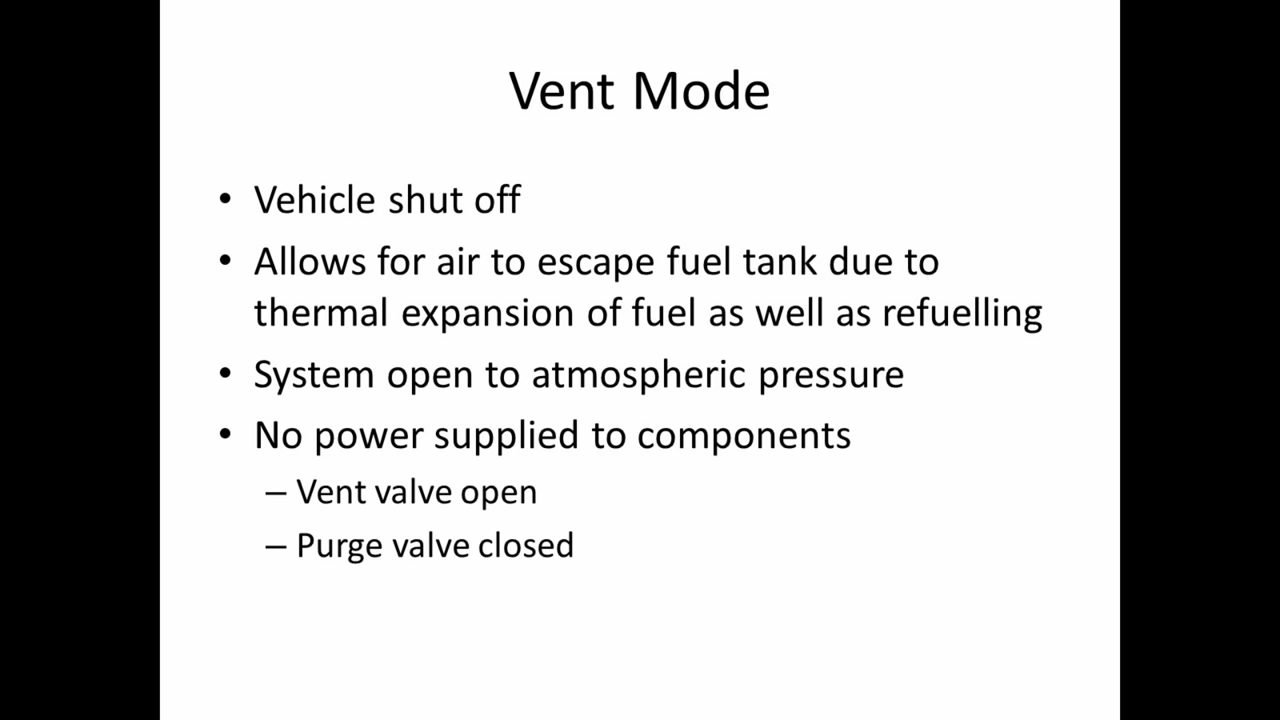 Vent Mode
• Vehicle shut off
• Allows for air to escape fuel tank due to
thermal expansion of fuel as well as refuelling
• System open to atmospheric pressure
• No power supplied to components
– Vent valve open
– Purge valve closed